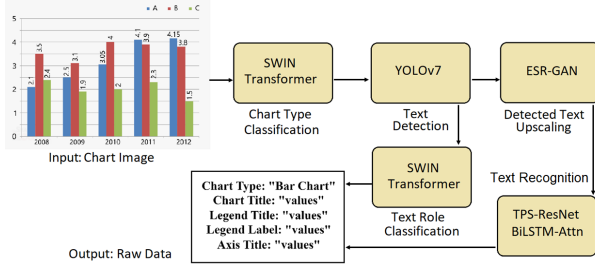 A B C
5
4
3
2
1
0
2.1 3.5 2.4
2.5 3.1 1.9
3.05 4 2
4.1 3.9 2.3
4.15 3.8 1.5
2008 2009 2010 2011 2012
Input: Chart Image
SWIN
Transformer
Chart Type
Classification
YOLOv7
Text
Detection
ESR-GAN
Detected Text
Upscaling
SWIN
Transformer
Text Role
Classification
Text Recognition
TPS-ResNet
BiLSTM-Attn
Chart Type: "Bar Chart"
Chart Title: "values"
Legend Title: "values"
Legend Label: "values"
Axis Title: "values"
Output: Raw Data